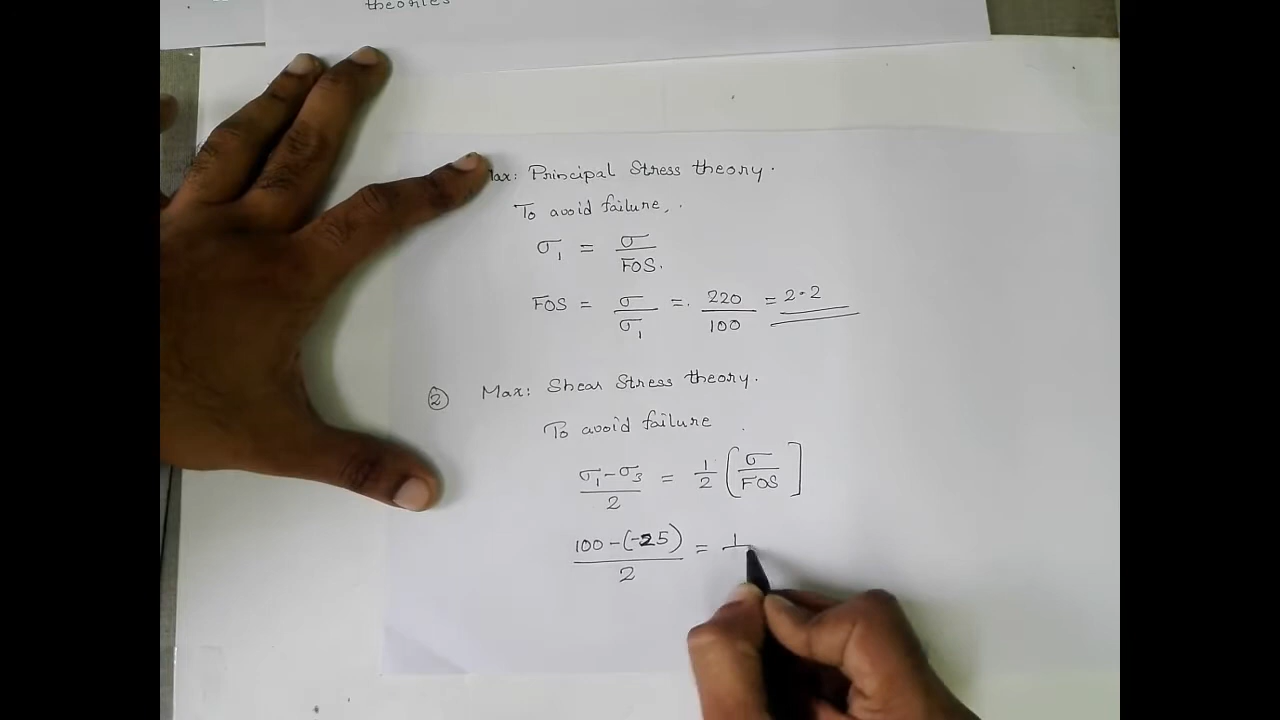 theories
Max: Principal Stress theory.
To avoid failure,.
σ₁ = σ/FOS.
FOS = σ/σ₁ =. 220/100 = 2.2
② Max: Shear Stress theory.
To avoid failure .
(σ₁-σ₃)/2 = 1/2 [σ/FOS]
(100-(-25))/2 = 1/